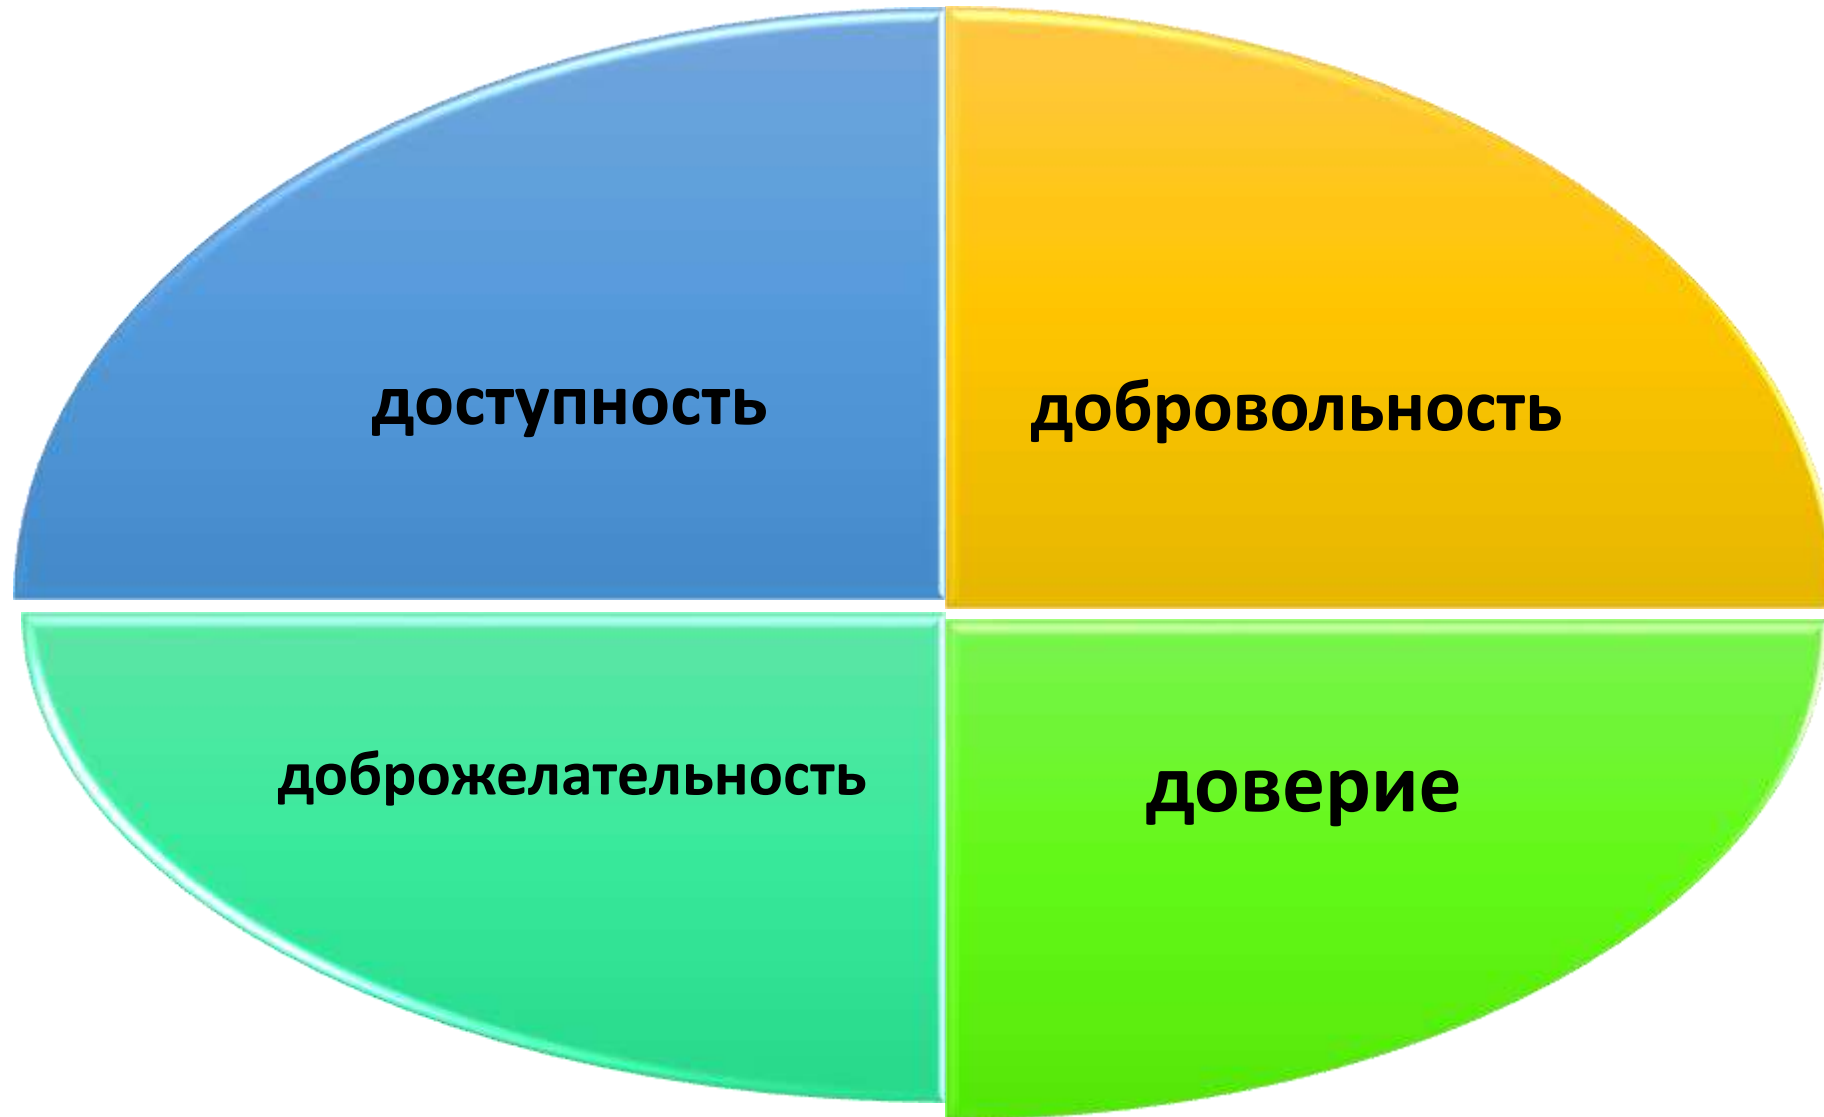 доступность
добровольность
доброжелательность
доверие